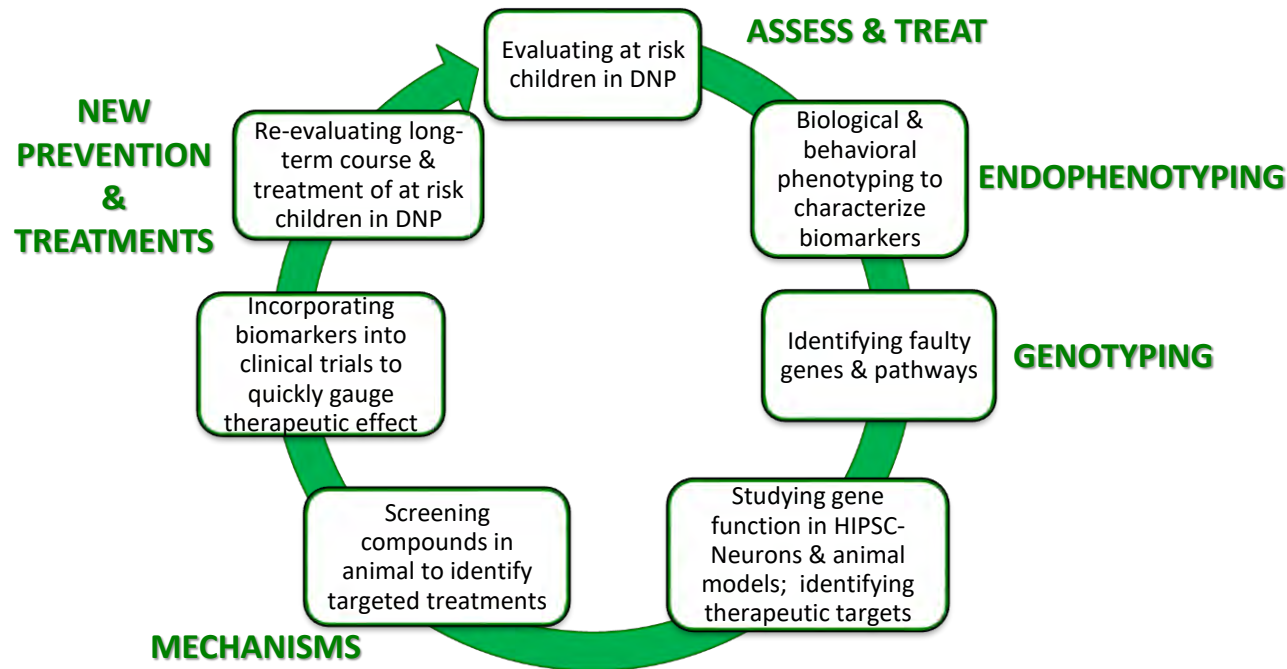 ASSESS & TREAT
Evaluating at risk
children in DNP
Biological &
behavioral
phenotyping to
characterize
biomarkers
ENDOPHENOTYPING
Identifying faulty
genes & pathways
GENOTYPING
Studying gene
function in HIPSC-
Neurons & animal
models;  identifying
therapeutic targets
Screening
compounds in
animal to identify
targeted treatments
MECHANISMS
Incorporating
biomarkers into
clinical trials to
quickly gauge
therapeutic effect
Re-evaluating long-
term course &
treatment of at risk
children in DNP
NEW
PREVENTION
&
TREATMENTS